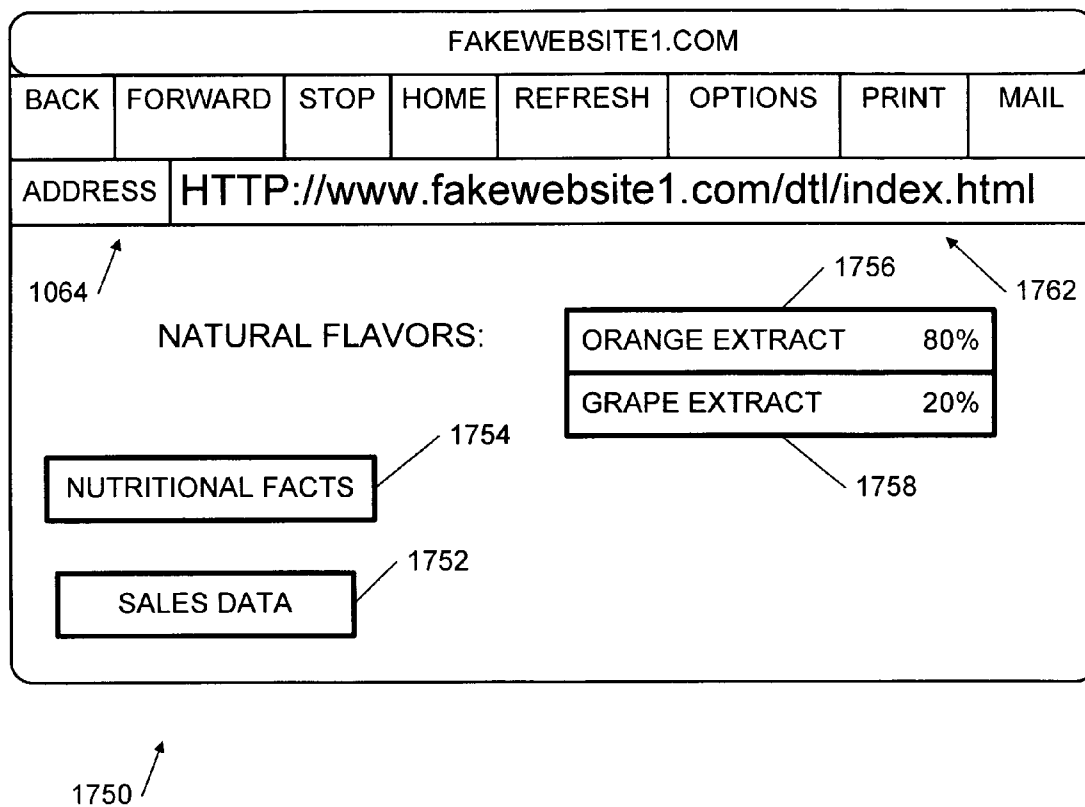 FAKEWEBSITE1.COM
BACK FORWARD STOP HOME REFRESH OPTIONS PRINT MAIL
ADDRESS HTTP://www.fakewebsite1.com/dtl/index.html
1064 1756 1762
NATURAL FLAVORS: ORANGE EXTRACT 80%
GRAPE EXTRACT 20%
1754
NUTRITIONAL FACTS 1758
1752
SALES DATA
1750